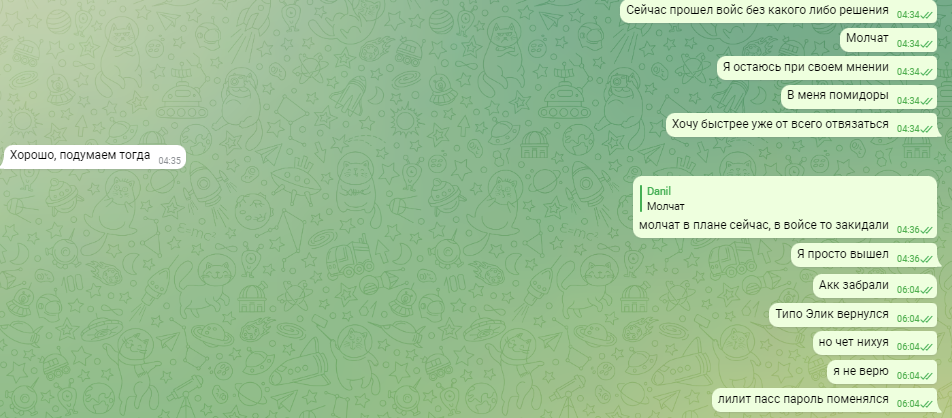 Сейчас прошел войс без какого либо решения 04:34
Молчат 04:34
Я остаюсь при своем мнении 04:34
В меня помидоры 04:34
Хочу быстрее уже от всего отвязаться 04:34
Хорошо, подумаем тогда 04:35
Danil
Молчат
молчат в плане сейчас, в войсе то закидали 04:36
Я просто вышел 04:36
Акк забрали 06:04
Типо Элик вернулся 06:04
но чет нихуя 06:04
я не верю 06:04
лилит пасс пароль поменялся 06:04